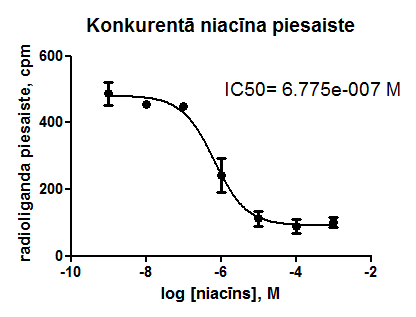 Konkurentā niacīna piesaiste
radioliganda piesaiste, cpm
600
400
200
0
IC50= 6.775e-007 M
-10
-8
-6
-4
-2
log [niacīns], M